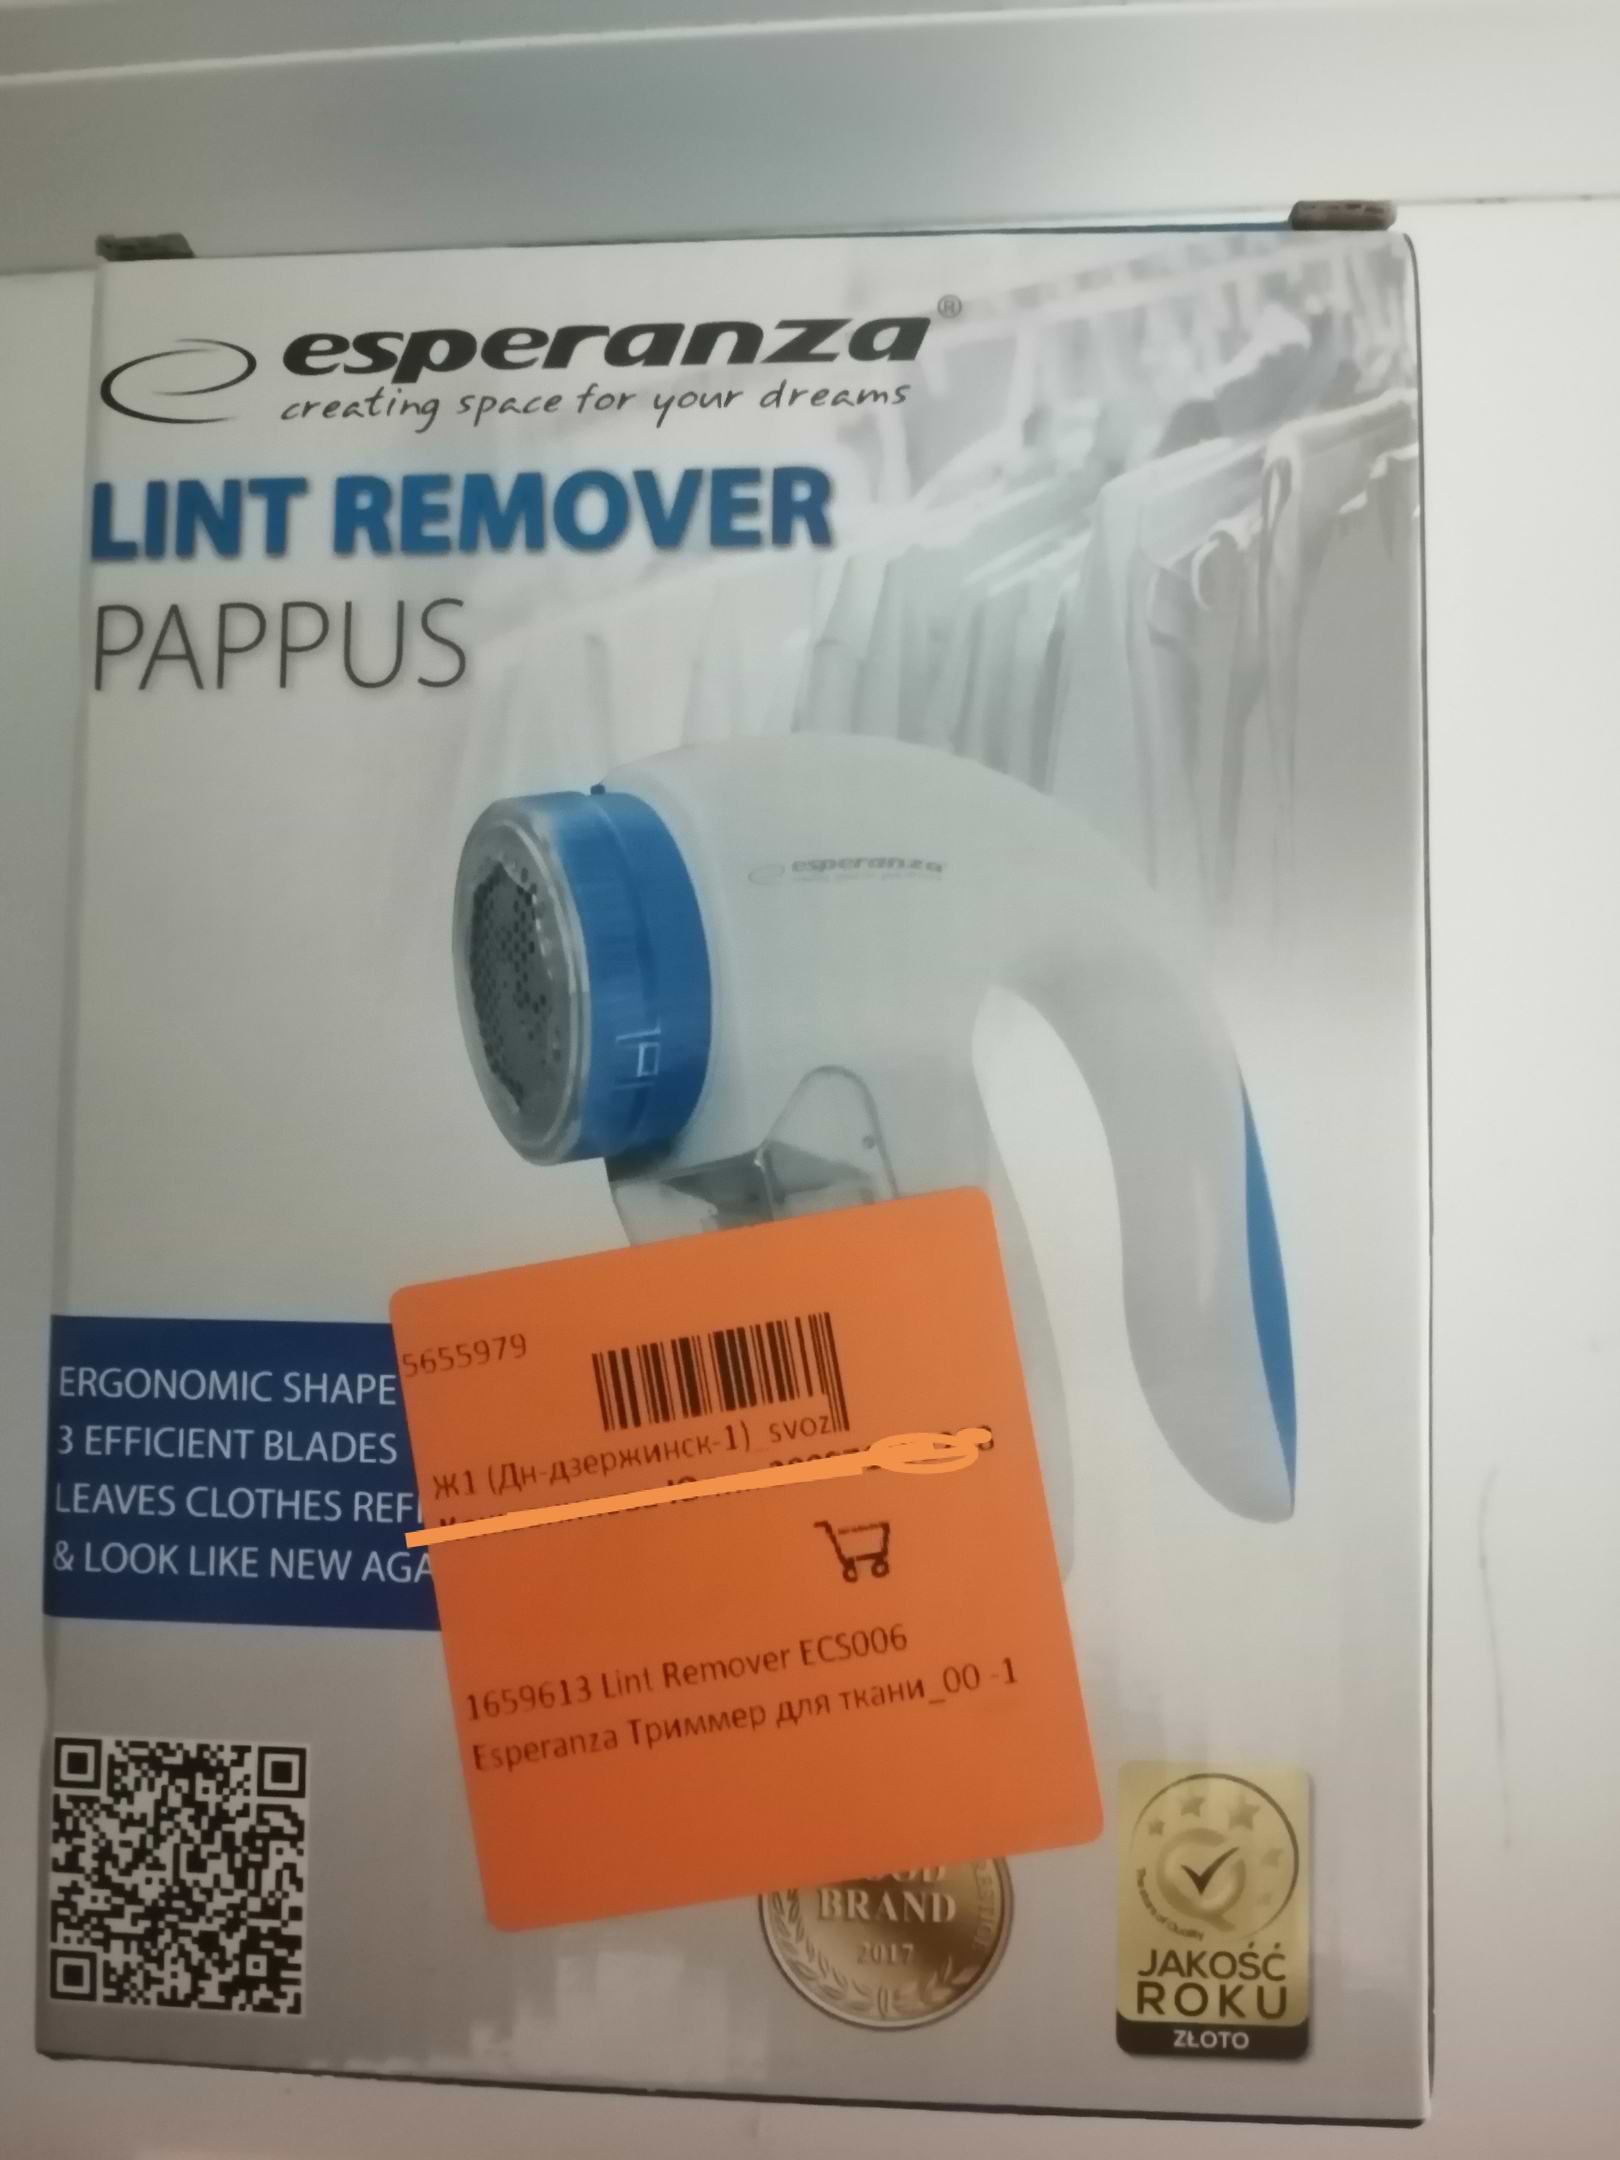 esperanza®
creating space for your dreams
LINT REMOVER
PAPPUS
esperanza
ERGONOMIC SHAPE
3 EFFICIENT BLADES
LEAVES CLOTHES REF
& LOOK LIKE NEW AGA
5655979
Ж1 (Дн-дзержинск-1)_svoz
1659613 Lint Remover ECS006
Esperanza Триммер для ткани_00 -1
BRAND
2017
JAKOŚĆ
ROKU
ZŁOTO